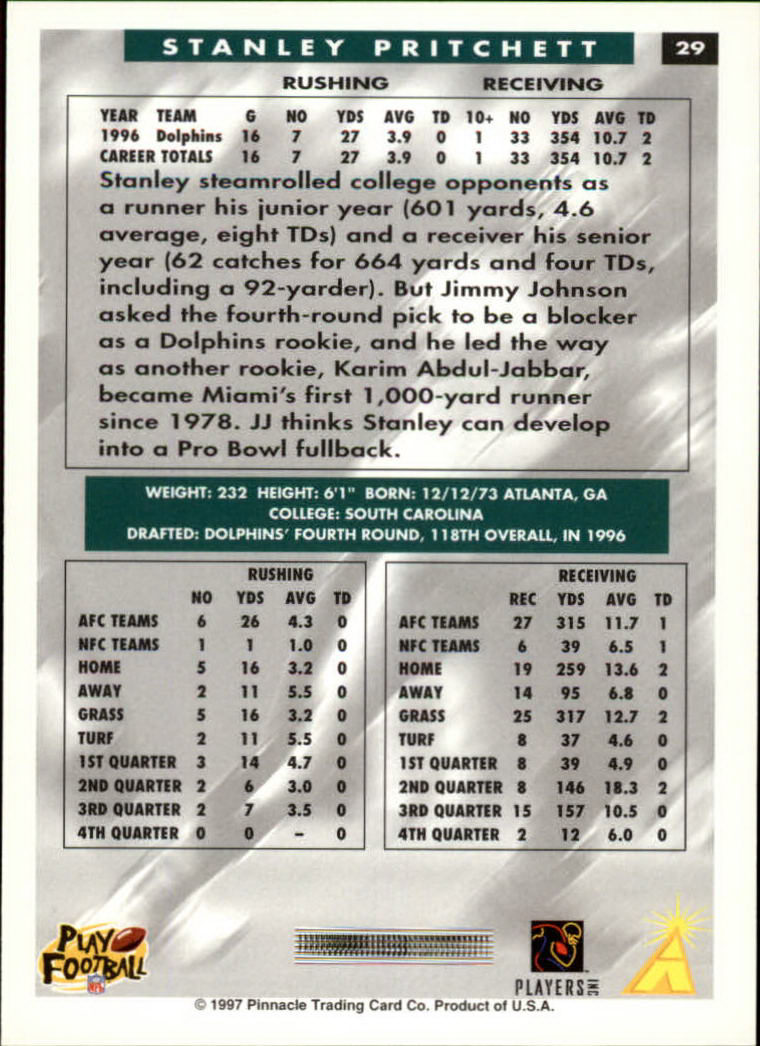 STANLEY PRITCHETT 29
RUSHING RECEIVING
YEAR TEAM G NO YDS AVG TD 10+ NO YDS AVG TD
1996 Dolphins 16 7 27 3.9 0 1 33 354 10.7 2
CAREER TOTALS 16 7 27 3.9 0 1 33 354 10.7 2
Stanley steamrolled college opponents as
a runner his junior year (601 yards, 4.6
average, eight TDs) and a receiver his senior
year (62 catches for 664 yards and four TDs,
including a 92-yarder). But Jimmy Johnson
asked the fourth-round pick to be a blocker
as a Dolphins rookie, and he led the way
as another rookie, Karim Abdul-Jabbar,
became Miami's first 1,000-yard runner
since 1978. JJ thinks Stanley can develop
into a Pro Bowl fullback.
WEIGHT: 232 HEIGHT: 6'1" BORN: 12/12/73 ATLANTA, GA
COLLEGE: SOUTH CAROLINA
DRAFTED: DOLPHINS' FOURTH ROUND, 118TH OVERALL, IN 1996
RUSHING
NO YDS AVG TD
AFC TEAMS 6 26 4.3 0
NFC TEAMS 1 1 1.0 0
HOME 5 16 3.2 0
AWAY 2 11 5.5 0
GRASS 5 16 3.2 0
TURF 2 11 5.5 0
1ST QUARTER 3 14 4.7 0
2ND QUARTER 2 6 3.0 0
3RD QUARTER 2 7 3.5 0
4TH QUARTER 0 0 – 0
RECEIVING
REC YDS AVG TD
AFC TEAMS 27 315 11.7 1
NFC TEAMS 6 39 6.5 1
HOME 19 259 13.6 2
AWAY 14 95 6.8 0
GRASS 25 317 12.7 2
TURF 8 37 4.6 0
1ST QUARTER 8 39 4.9 0
2ND QUARTER 8 146 18.3 2
3RD QUARTER 15 157 10.5 0
4TH QUARTER 2 12 6.0 0
PLAY
FOOTBALL
NFL
PLAYERS INC
© 1997 Pinnacle Trading Card Co. Product of U.S.A.